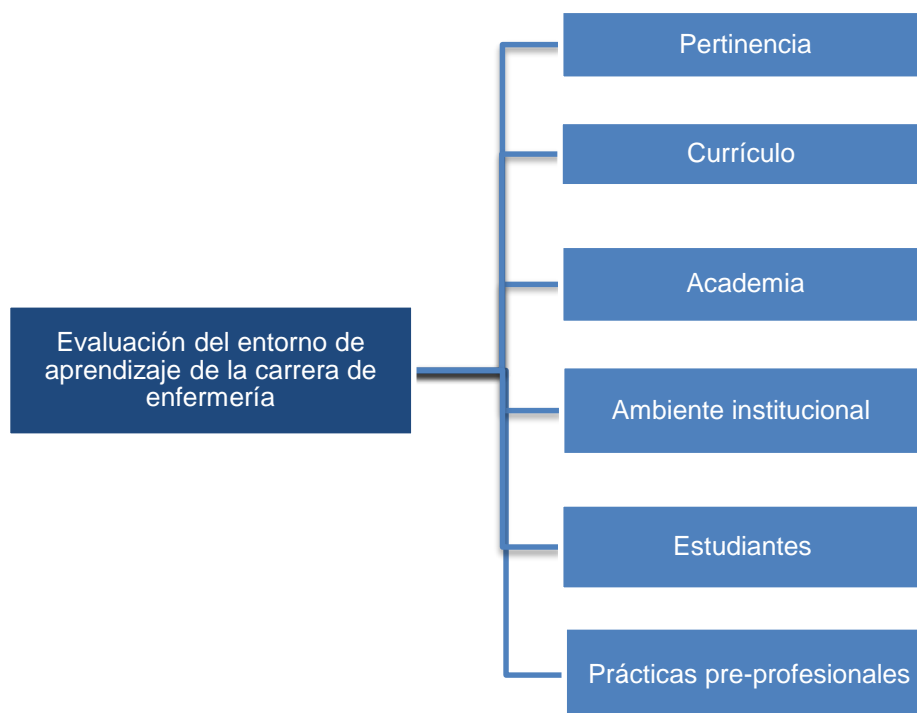 Pertinencia
Currículo
Academia
Evaluación del entorno de
aprendizaje de la carrera de
enfermería
Ambiente institucional
Estudiantes
Prácticas pre-profesionales